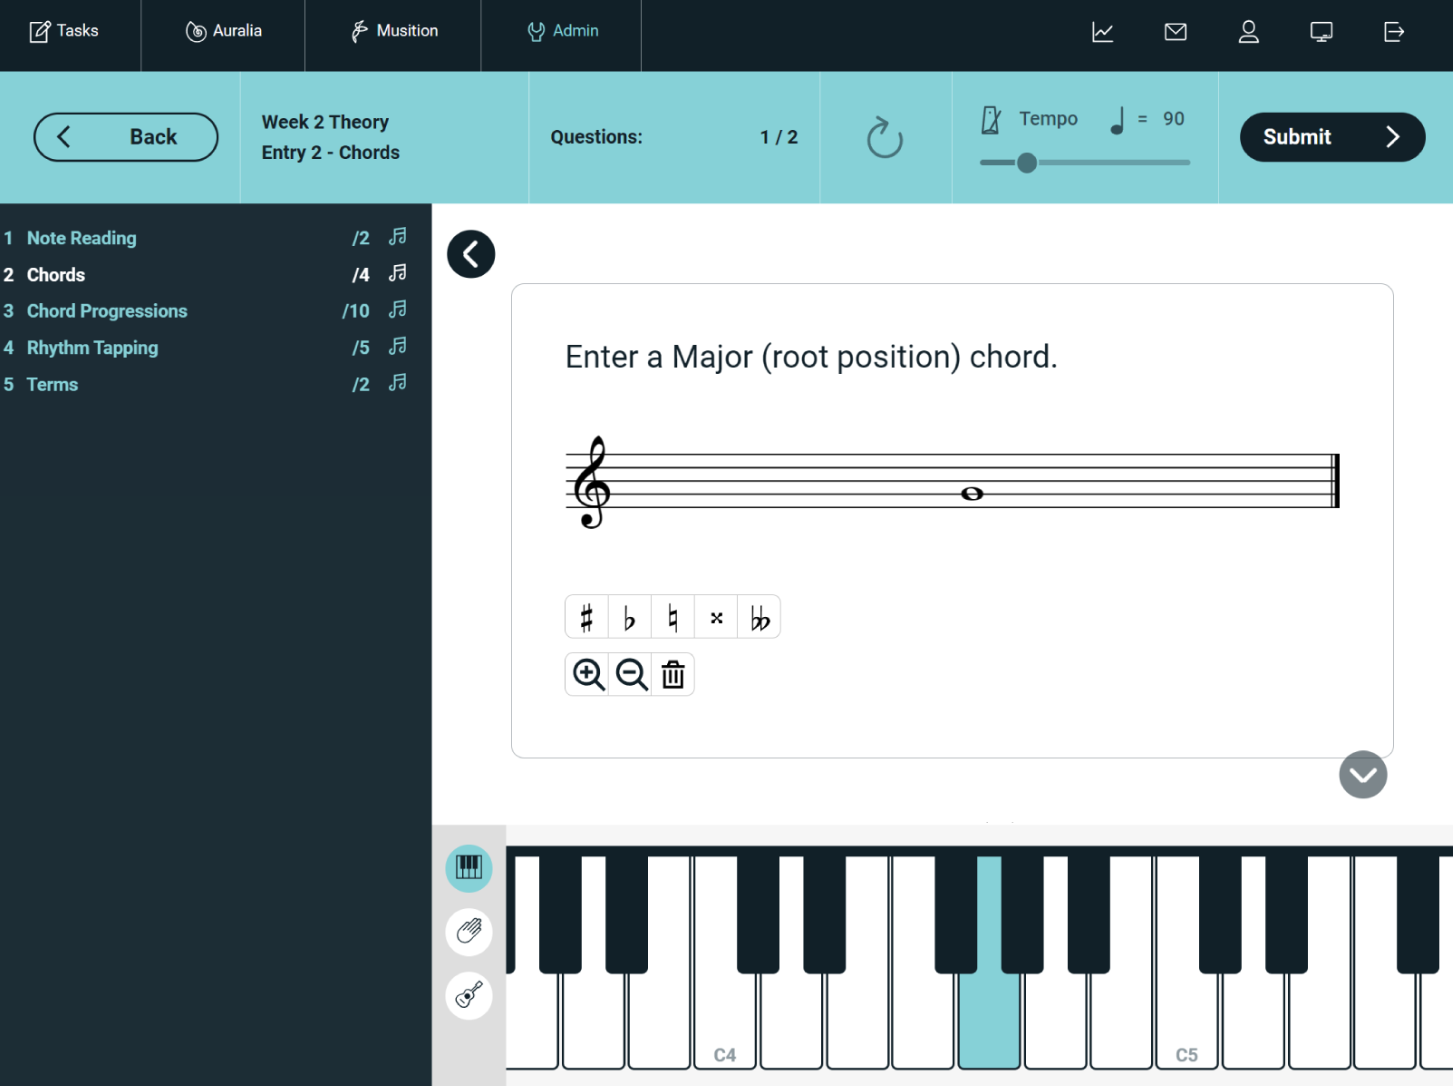 Tasks
Auralia
Musition
Admin
Back
Week 2 Theory
Entry 2 - Chords
Questions:
1 / 2
Tempo
= 90
Submit
1 Note Reading /2
2 Chords /4
3 Chord Progressions /10
4 Rhythm Tapping /5
5 Terms /2
Enter a Major (root position) chord.
C4
C5